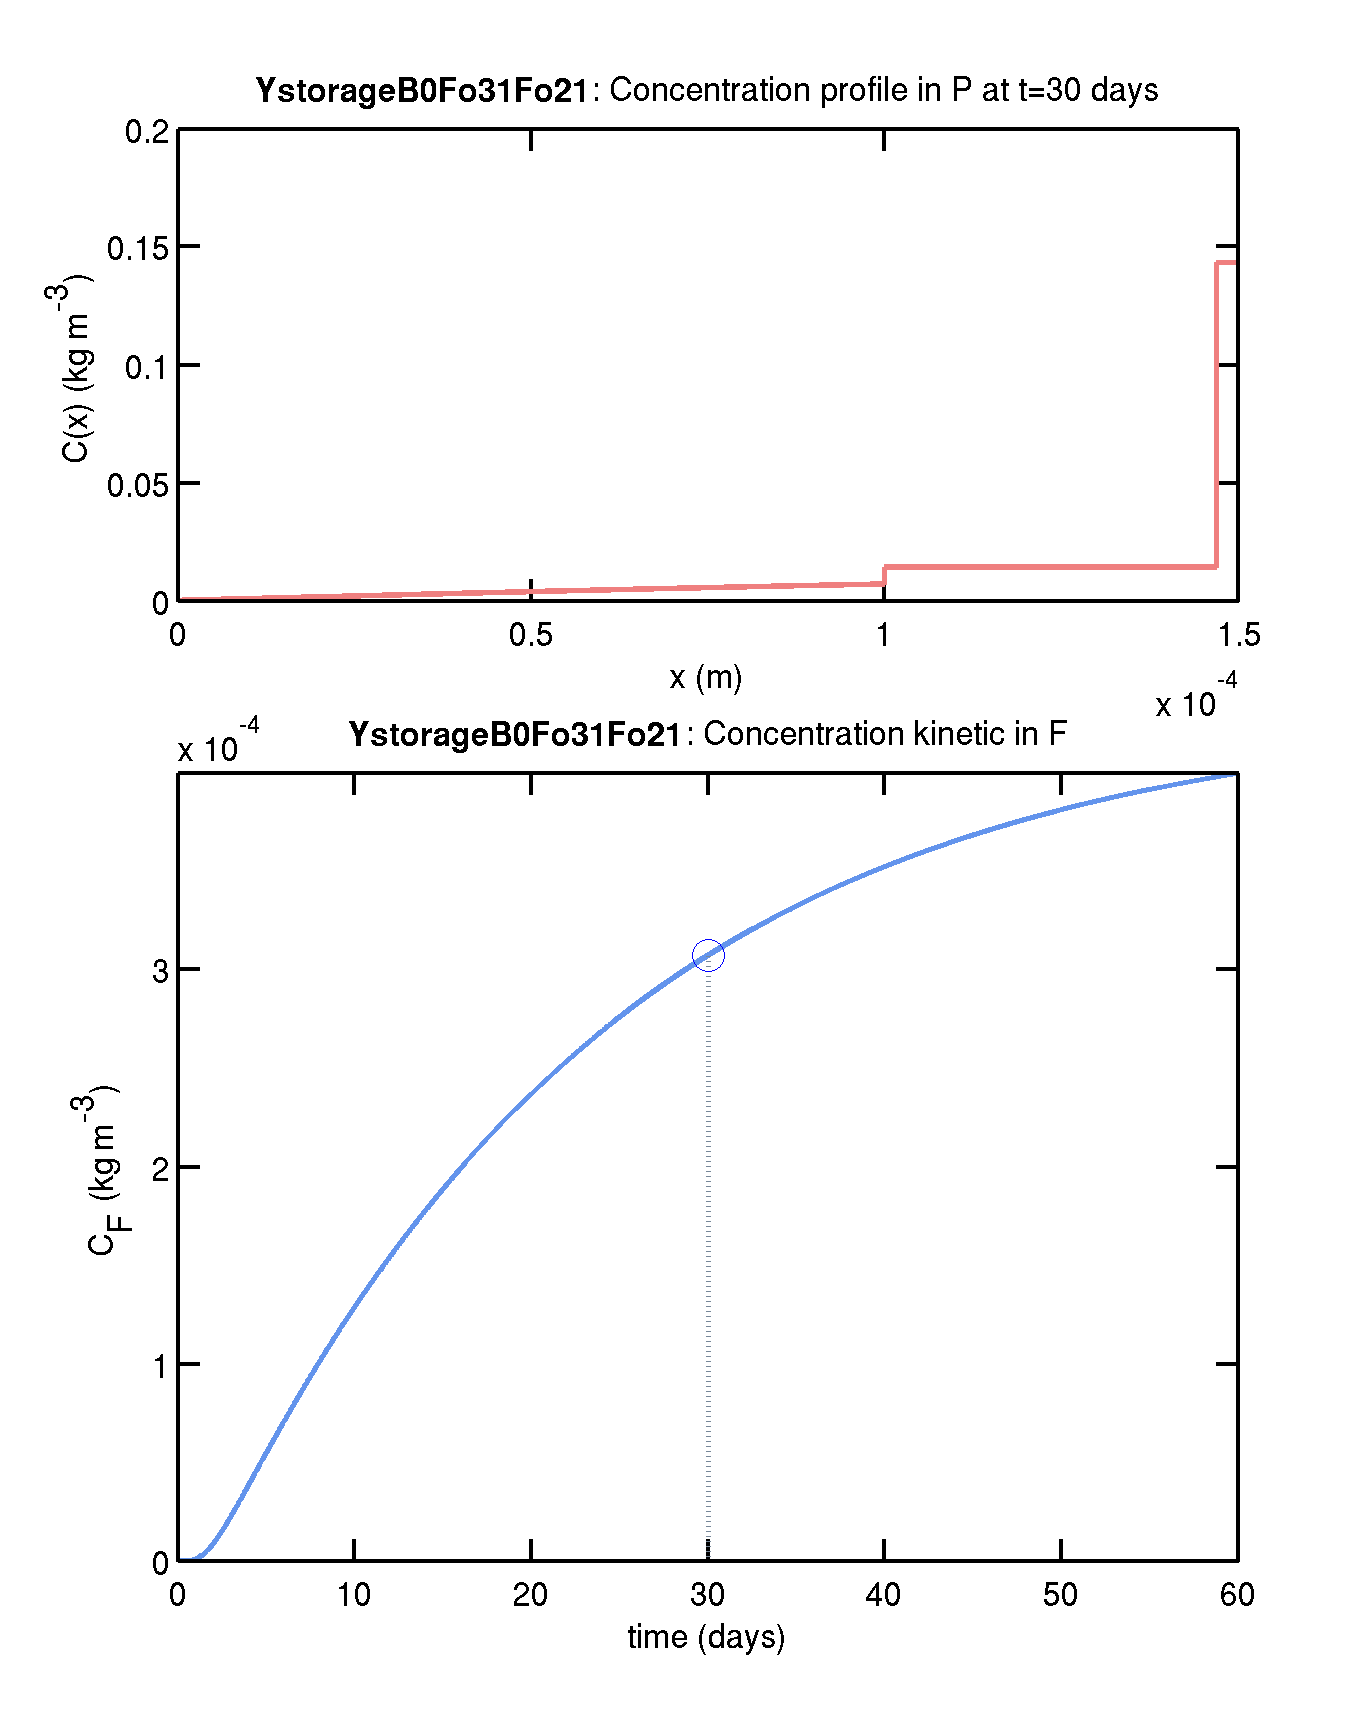 YstorageB0Fo31Fo21: Concentration profile in P at t=30 days
0.2
0.15
0.1
0.05
0
C(x) (kg m-3)
0 0.5 1 1.5
x (m)
x 10-4
x 10-4
YstorageB0Fo31Fo21: Concentration kinetic in F
3
2
1
0
CF (kg m-3)
0 10 20 30 40 50 60
time (days)